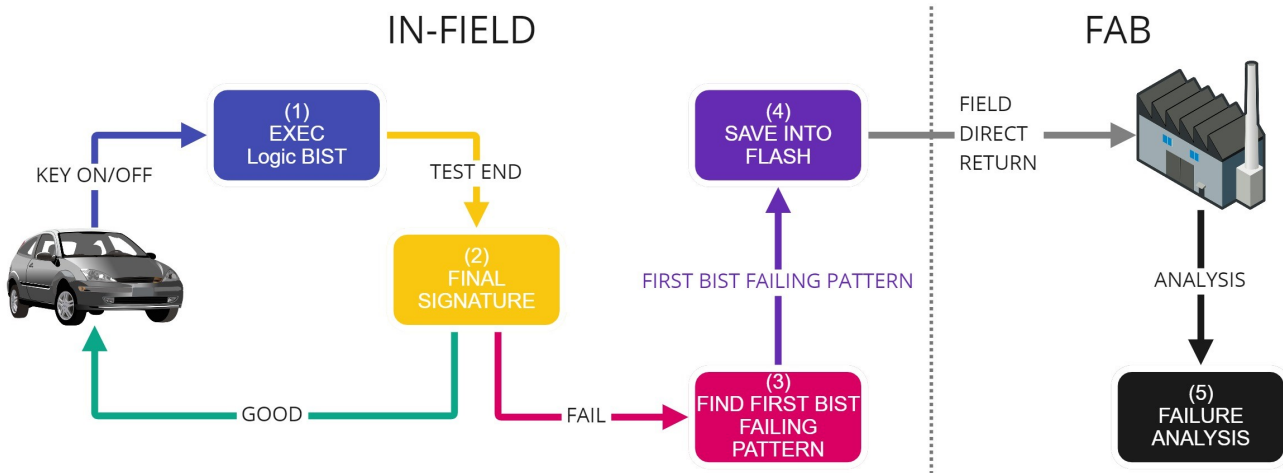 IN-FIELD
FAB
(1)
EXEC
Logic BIST
KEY ON/OFF
TEST END
(2)
FINAL
SIGNATURE
GOOD
FAIL
(3)
FIND FIRST BIST
FAILING
PATTERN
FIRST BIST FAILING PATTERN
(4)
SAVE INTO
FLASH
FIELD
DIRECT
RETURN
ANALYSIS
(5)
FAILURE
ANALYSIS